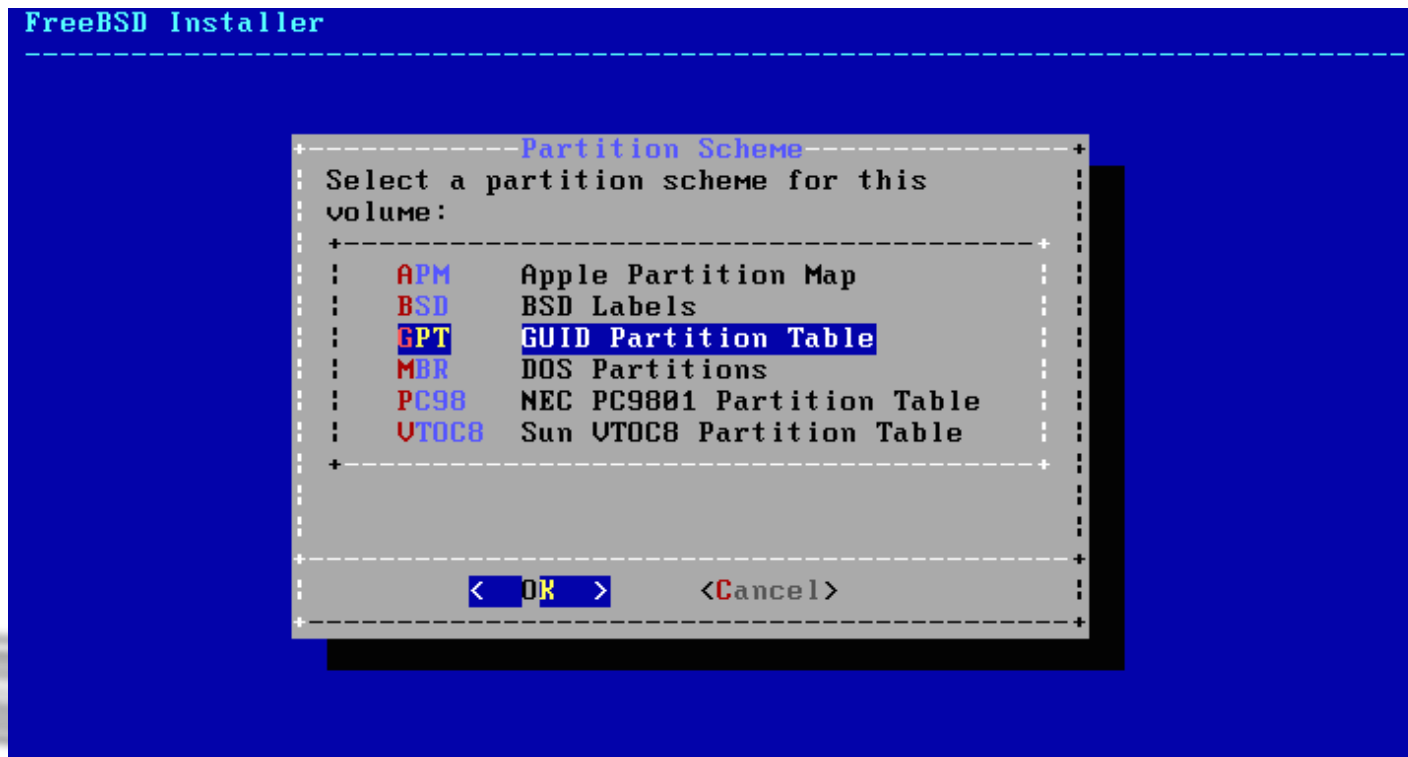 FreeBSD Installer
Partition Scheme
Select a partition scheme for this
volume:
APM Apple Partition Map
BSD BSD Labels
GPT GUID Partition Table
MBR DOS Partitions
PC98 NEC PC9801 Partition Table
VTOC8 Sun VTOC8 Partition Table
< OK > <Cancel>